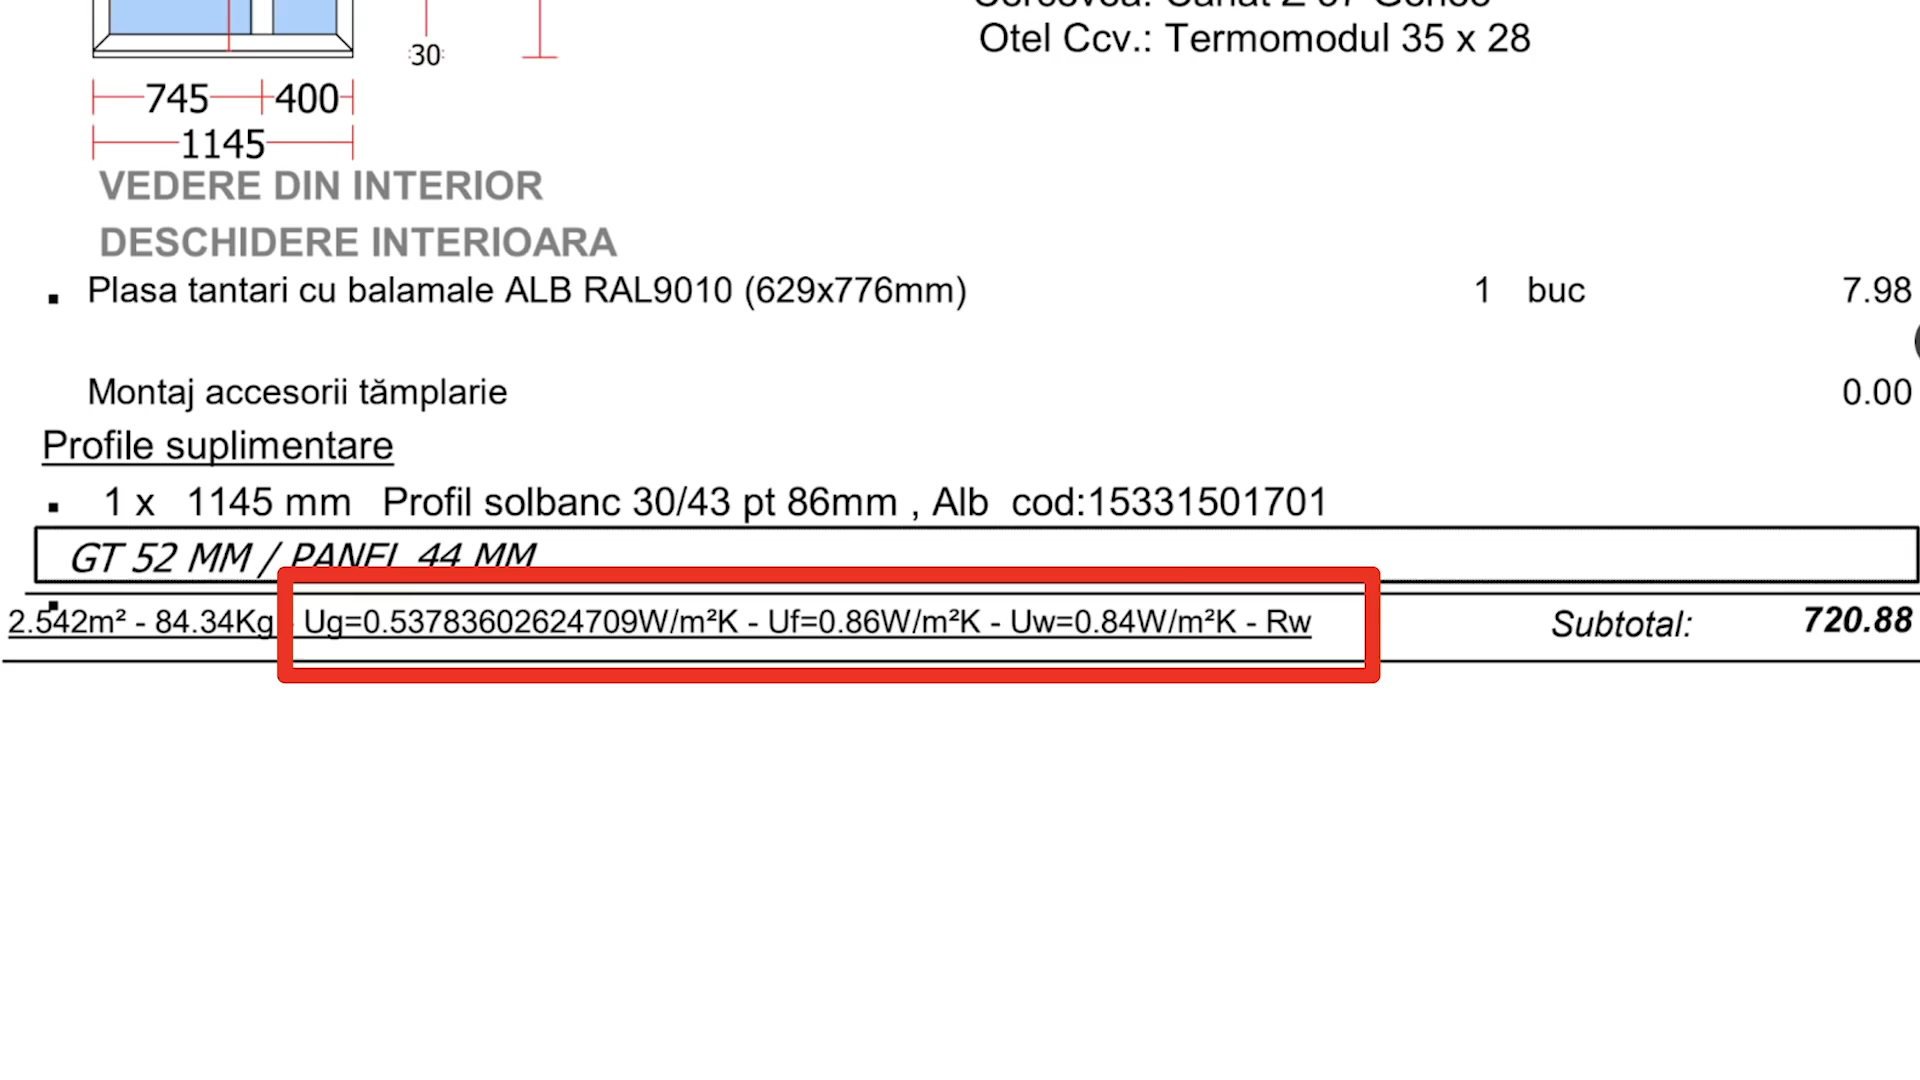 Otel Ccv.: Termomodul 35 x 28
30
745 400
1145
VEDERE DIN INTERIOR
DESCHIDERE INTERIOARA
▪ Plasa tantari cu balamale ALB RAL9010 (629x776mm) 1 buc 7.98
Montaj accesorii tămplarie 0.00
Profile suplimentare
▪ 1 x 1145 mm Profil solbanc 30/43 pt 86mm , Alb cod:15331501701
GT 52 MM / PANEL 44 MM
2.542m² - 84.34Kg - Ug=0.53783602624709W/m²K - Uf=0.86W/m²K - Uw=0.84W/m²K - Rw Subtotal: 720.88